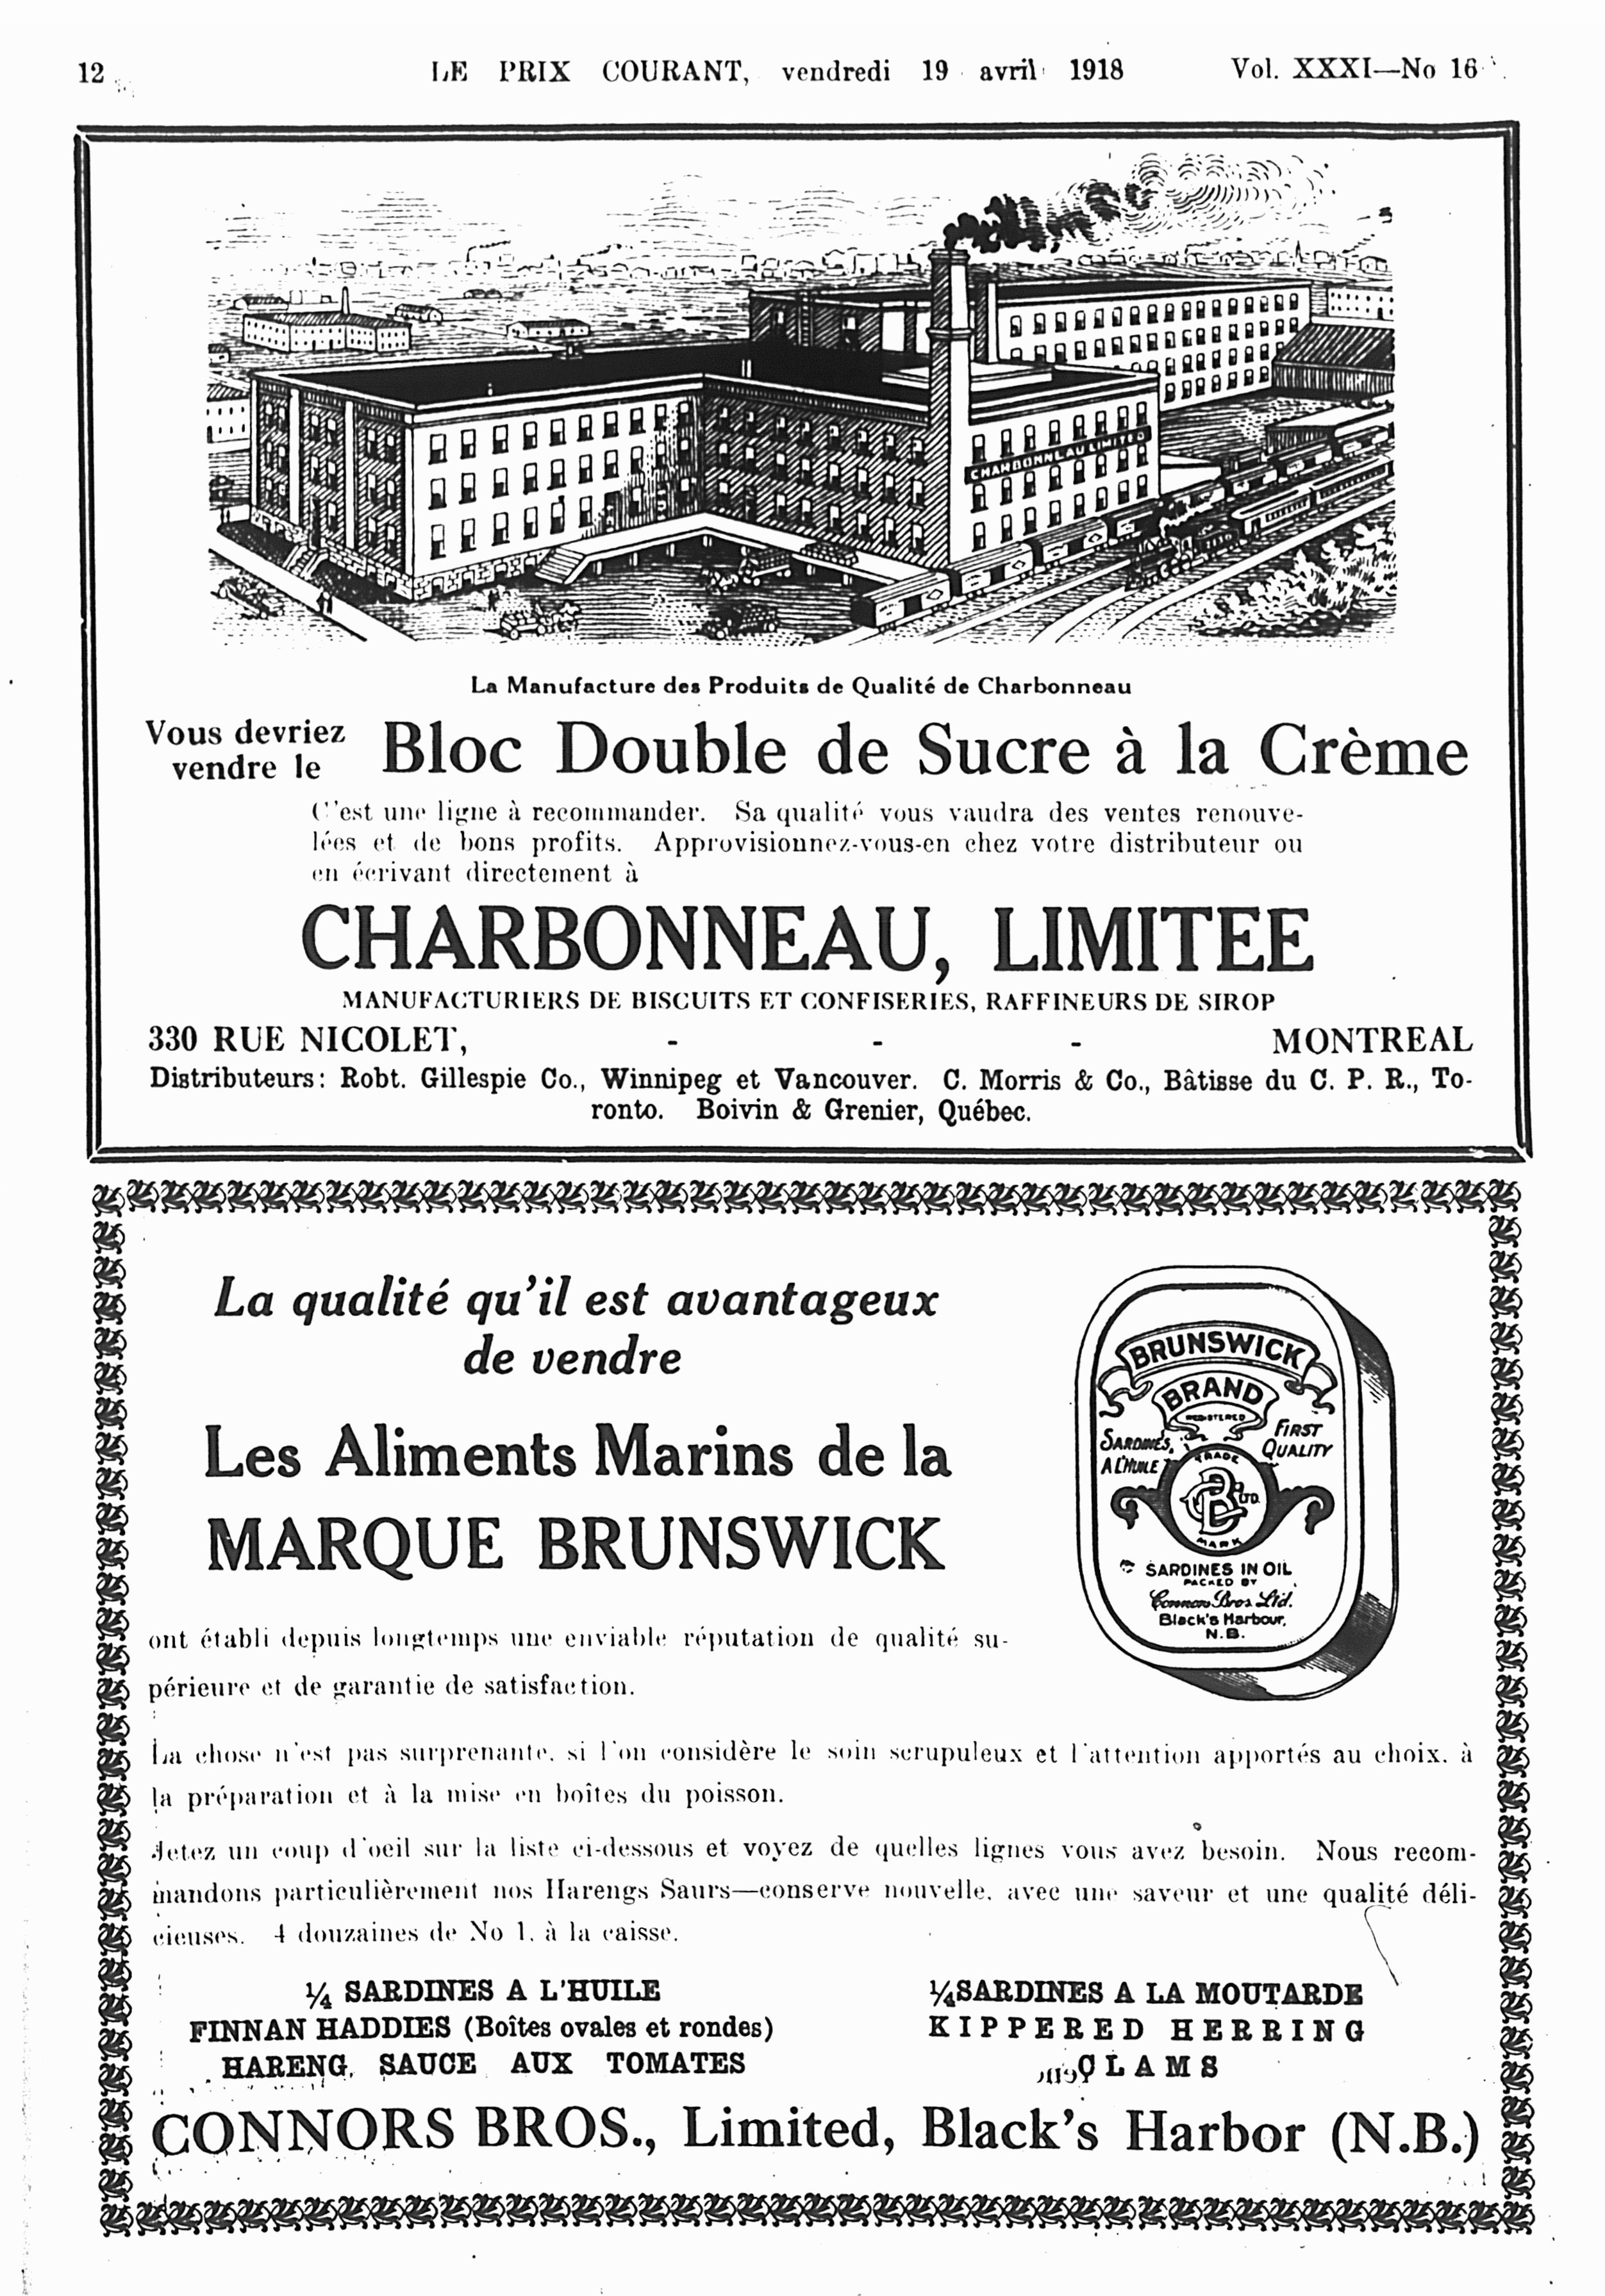 12
LE PRIX COURANT, vendredi 19 avril 1918
Vol. XXXI—No 16
CHARBONNEAU LIMITED
La Manufacture des Produits de Qualité de Charbonneau
Vous devriez
vendre le
Bloc Double de Sucre à la Crème
C'est une ligne à recommander. Sa qualité vous vaudra des ventes renouve-
lées et de bons profits. Approvisionnez-vous-en chez votre distributeur ou
en écrivant directement à
CHARBONNEAU, LIMITEE
MANUFACTURIERS DE BISCUITS ET CONFISERIES, RAFFINEURS DE SIROP
330 RUE NICOLET, - - - MONTREAL
Distributeurs: Robt. Gillespie Co., Winnipeg et Vancouver. C. Morris & Co., Bâtisse du C. P. R., To-
ronto. Boivin & Grenier, Québec.
La qualité qu'il est avantageux
de vendre
Les Aliments Marins de la
MARQUE BRUNSWICK
BRUNSWICK
BRAND
REGISTERED
SARDINES,
A L'HUILE
FIRST
QUALITY
TRADE
CB LTD.
MARK
SARDINES IN OIL
PACKED BY
Connors Bros. Ltd.
Black's Harbour,
N.B.
ont établi depuis longtemps une enviable réputation de qualité su-
périeure et de garantie de satisfaction.
La chose n'est pas surprenante, si l'on considère le soin scrupuleux et l'attention apportés au choix, à
la préparation et à la mise en boîtes du poisson.
Jetez un coup d'oeil sur la liste ci-dessous et voyez de quelles lignes vous avez besoin. Nous recom-
mandons particulièrement nos Harengs Saurs—conserve nouvelle, avec une saveur et une qualité déli-
cieuses. 4 douzaines de No 1, à la caisse.
¼ SARDINES A L'HUILE
FINNAN HADDIES (Boîtes ovales et rondes)
HARENG, SAUCE AUX TOMATES
¼ SARDINES A LA MOUTARDE
KIPPERED HERRING
CLAMS
CONNORS BROS., Limited, Black's Harbor (N.B.)